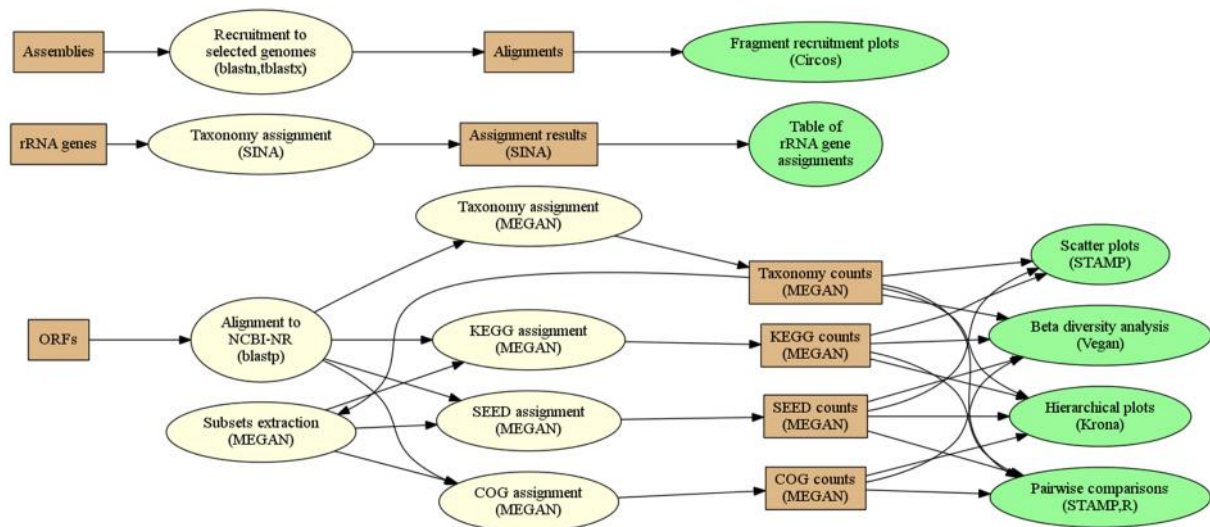 Assemblies
Recruitment to
selected genomes
(blastn,tblastx)
Alignments
Fragment recruitment plots
(Circos)
rRNA genes
Taxonomy assignment
(SINA)
Assignment results
(SINA)
Table of
rRNA gene
assignments
Taxonomy assignment
(MEGAN)
Taxonomy counts
(MEGAN)
Scatter plots
(STAMP)
ORFs
Alignment to
NCBI-NR
(blastp)
KEGG assignment
(MEGAN)
KEGG counts
(MEGAN)
Beta diversity analysis
(Vegan)
Subsets extraction
(MEGAN)
SEED assignment
(MEGAN)
SEED counts
(MEGAN)
Hierarchical plots
(Krona)
COG assignment
(MEGAN)
COG counts
(MEGAN)
Pairwise comparisons
(STAMP,R)